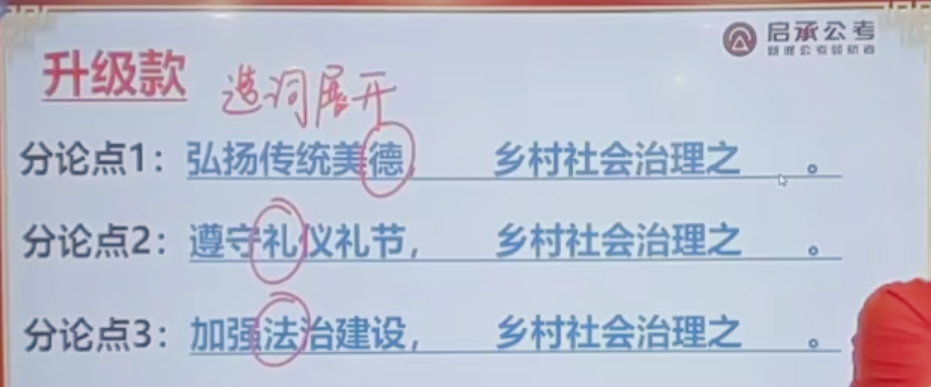 启承公考
升级款 造词展开
分论点1：弘扬传统美德， 乡村社会治理之 。
分论点2：遵守礼仪礼节， 乡村社会治理之 。
分论点3：加强法治建设， 乡村社会治理之 。